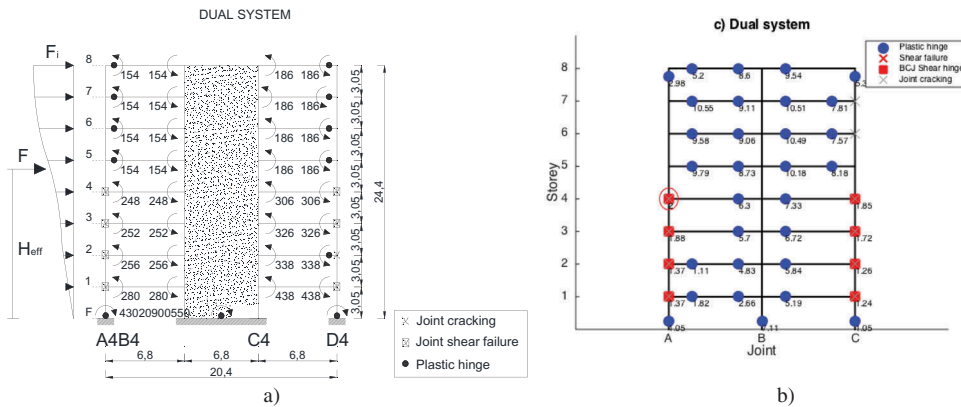 DUAL SYSTEM
F i
8
154 154
186 186
3,05
7
154 154
186 186
3,05
6
154 154
186 186
3,05
5
154 154
186 186
3,05
F
4
248 248
306 306
3,05
3
252 252
326 326
3,05
2
256 256
338 338
3,05
1
280 280
438 438
3,05
24,4
Heff
F
A4B4 C4 D4
6,8 6,8 6,8
20,4
Joint cracking
Joint shear failure
Plastic hinge
a)
c) Dual system
Plastic hinge
Shear failure
BCJ Shear hinge
Joint cracking
Storey
8
5.2 8.6 9.54
2.98
7
10.55 9.11 10.51 7.81
6
9.58 9.06 10.49 7.57
5
9.79 8.73 10.18 8.18
4
6.3 7.33 1.85
3
1.88 5.7 6.72 1.72
2
1.37 1.11 4.83 5.84 1.26
1
1.37 1.82 2.66 5.19 1.24
1.05 1.05
A B C
Joint
b)